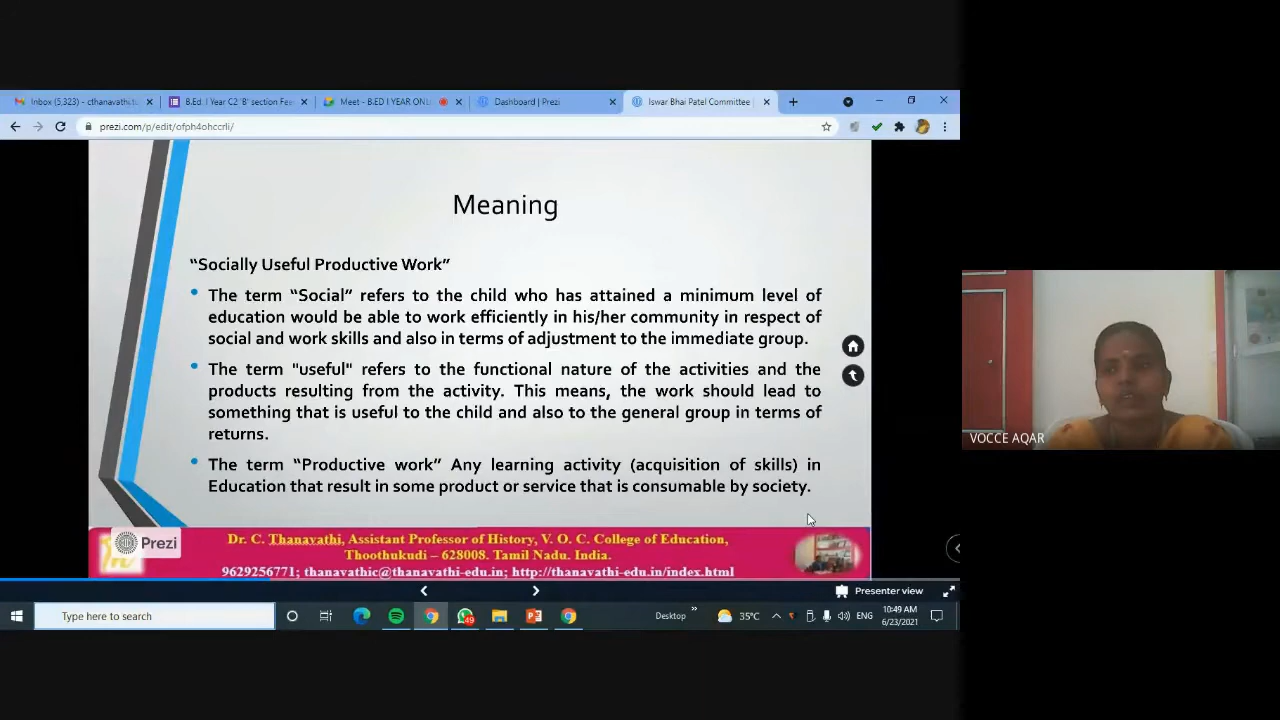 Inbox (5,323) - cthanavathi.tu
B.Ed. I Year C2 'B' section Fee
Meet - B.ED I YEAR ONL
Dashboard | Prezi
Iswar Bhai Patel Committee |
prezi.com/p/edit/ofph4ohccrli/
Meaning
“Socially Useful Productive Work”
The term “Social” refers to the child who has attained a minimum level of
education would be able to work efficiently in his/her community in respect of
social and work skills and also in terms of adjustment to the immediate group.
The term "useful" refers to the functional nature of the activities and the
products resulting from the activity. This means, the work should lead to
something that is useful to the child and also to the general group in terms of
returns.
The term “Productive work” Any learning activity (acquisition of skills) in
Education that result in some product or service that is consumable by society.
VOCCE AQAR
Prezi
Dr. C. Thanavathi, Assistant Professor of History, V. O. C. College of Education,
Thoothukudi – 628008. Tamil Nadu. India.
9629256771; thanavathic@thanavathi-edu.in; http://thanavathi-edu.in/index.html
Presenter view
Type here to search
49
Desktop
35°C
ENG
10:49 AM
6/23/2021